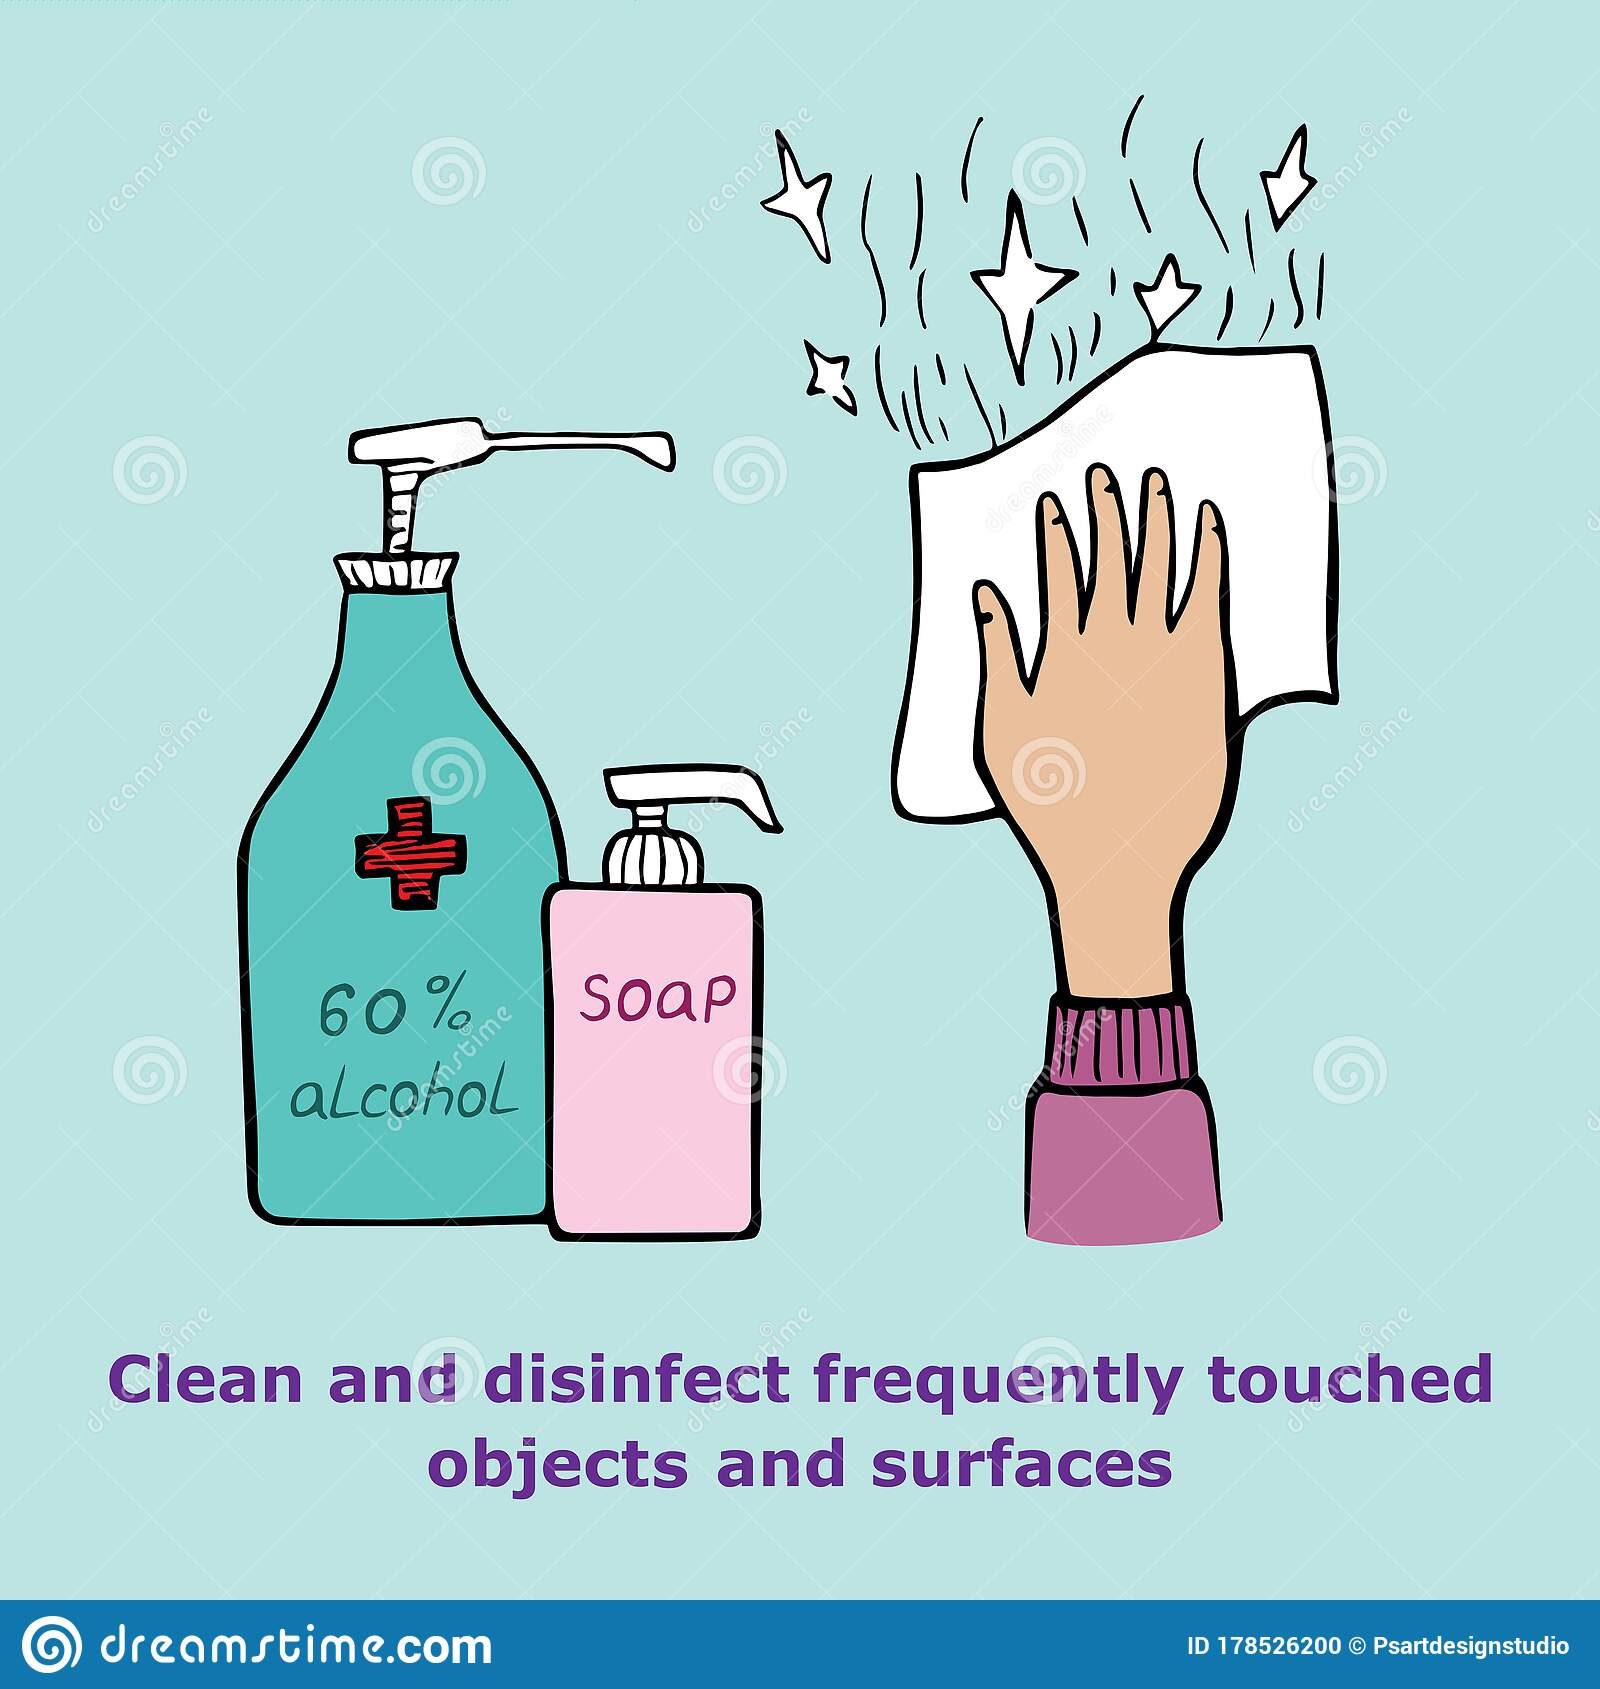 60%
alcohol
soap
Clean and disinfect frequently touched
objects and surfaces
dreamstime.com
ID 178526200 © Psartdesignstudio